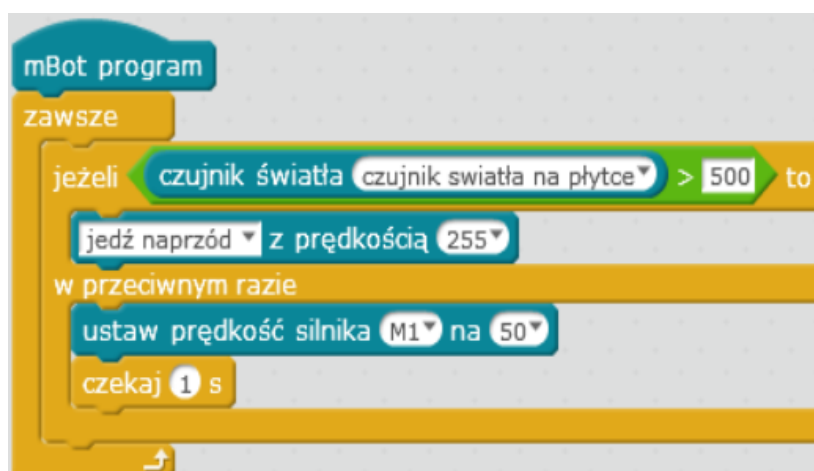 mBot program
zawsze
jeżeli czujnik światła czujnik swiatła na płytce > 500 to
jedź naprzód z prędkością 255
w przeciwnym razie
ustaw prędkość silnika M1 na 50
czekaj 1 s